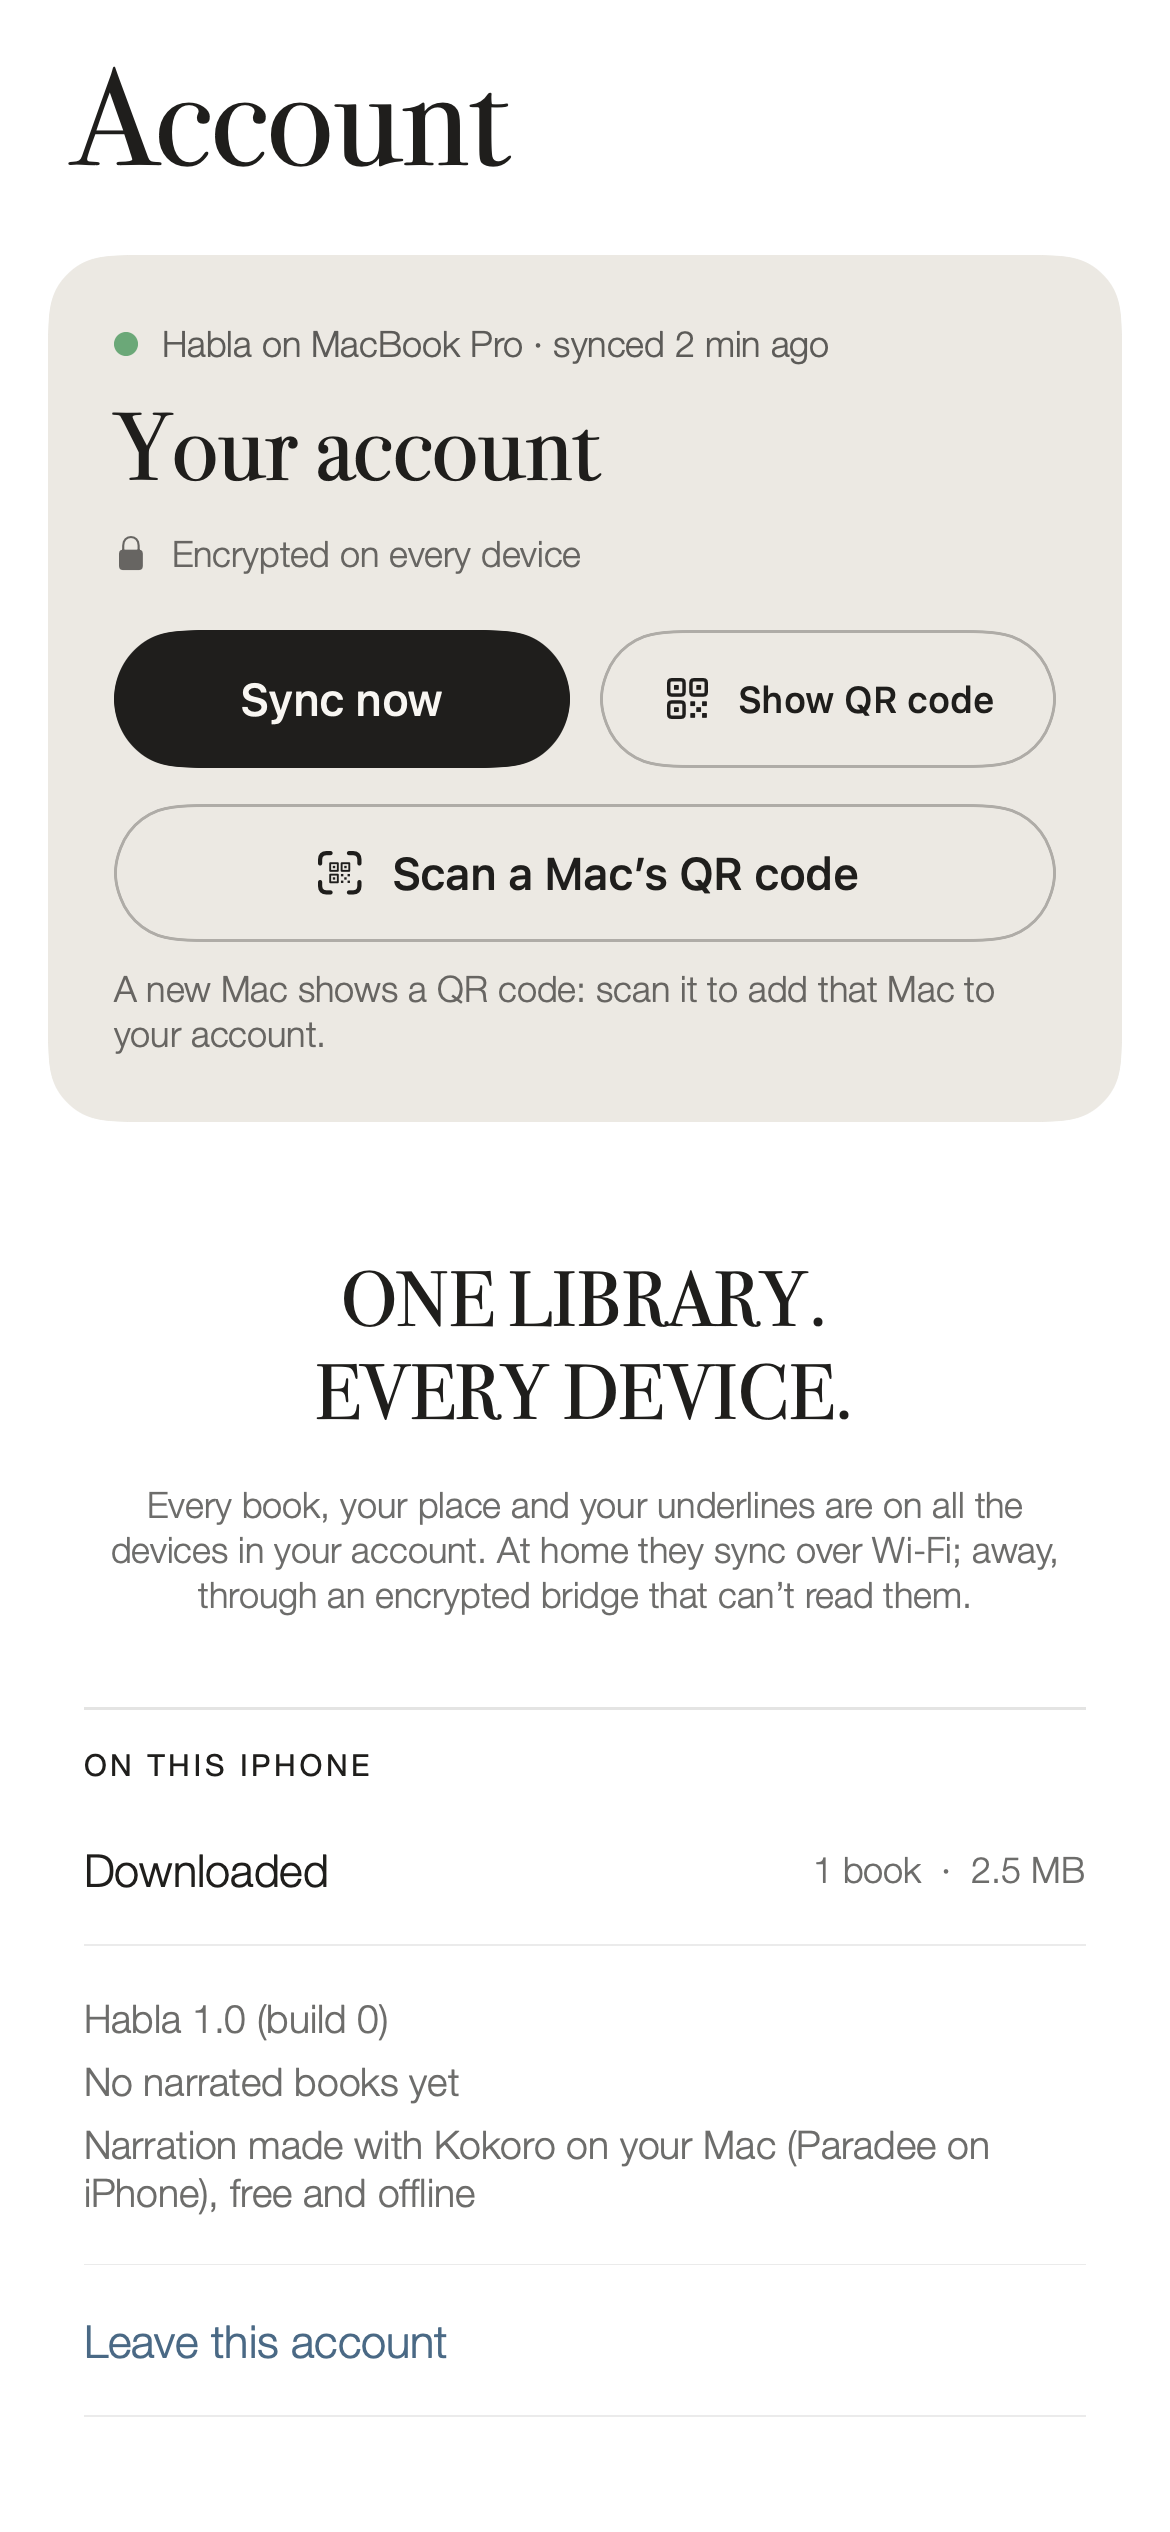 Account
Habla on MacBook Pro · synced 2 min ago
Your account
Encrypted on every device
Sync now
Show QR code
Scan a Mac’s QR code
A new Mac shows a QR code: scan it to add that Mac to
your account.
ONE LIBRARY.
EVERY DEVICE.
Every book, your place and your underlines are on all the
devices in your account. At home they sync over Wi-Fi; away,
through an encrypted bridge that can’t read them.
ON THIS IPHONE
Downloaded
1 book · 2.5 MB
Habla 1.0 (build 0)
No narrated books yet
Narration made with Kokoro on your Mac (Paradee on
iPhone), free and offline
Leave this account